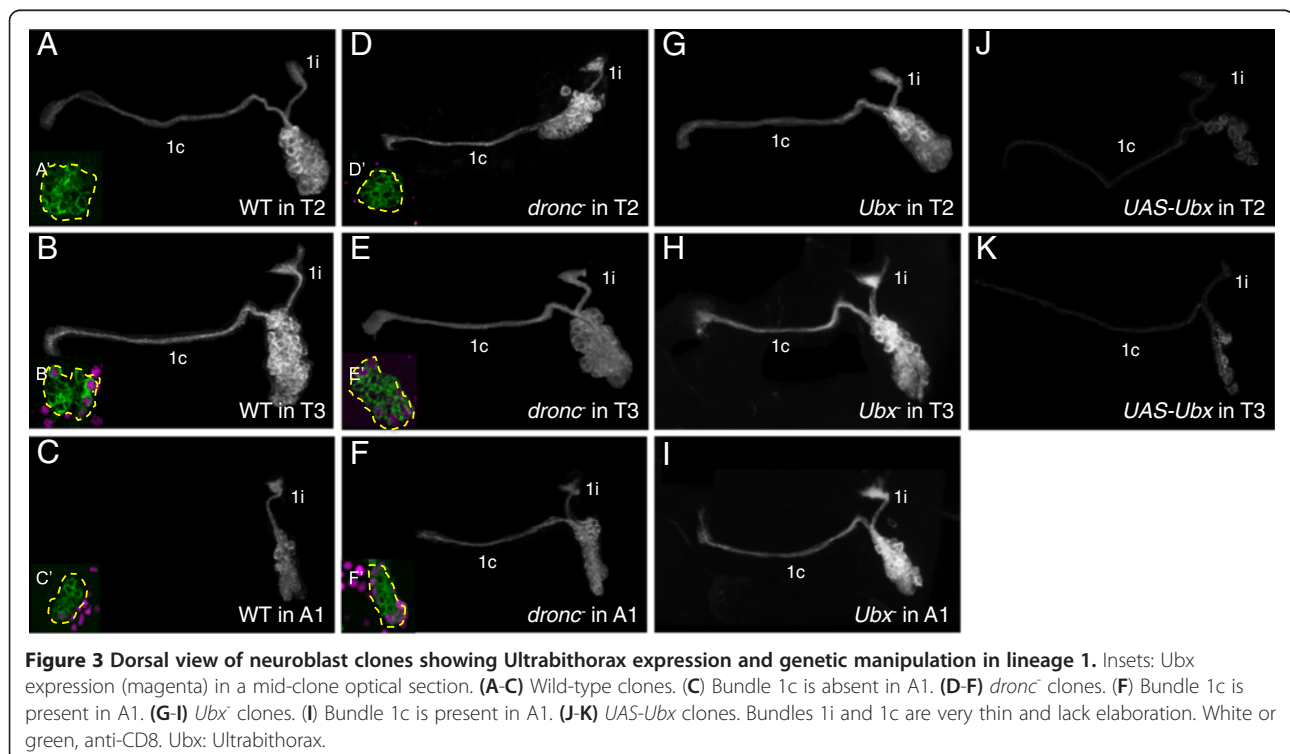 A
1i
1c
A'
WT in T2
D
1i
1c
D'
dronc- in T2
G
1i
1c
Ubx- in T2
J
1i
1c
UAS-Ubx in T2
B
1i
1c
B'
WT in T3
E
1i
1c
E'
dronc- in T3
H
1i
1c
Ubx- in T3
K
1i
1c
UAS-Ubx in T3
C
1i
C'
WT in A1
F
1i
1c
F'
dronc- in A1
I
1i
1c
Ubx- in A1
Figure 3 Dorsal view of neuroblast clones showing Ultrabithorax expression and genetic manipulation in lineage 1. Insets: Ubx
expression (magenta) in a mid-clone optical section. (A-C) Wild-type clones. (C) Bundle 1c is absent in A1. (D-F) dronc- clones. (F) Bundle 1c is
present in A1. (G-I) Ubx- clones. (I) Bundle 1c is present in A1. (J-K) UAS-Ubx clones. Bundles 1i and 1c are very thin and lack elaboration. White or
green, anti-CD8. Ubx: Ultrabithorax.